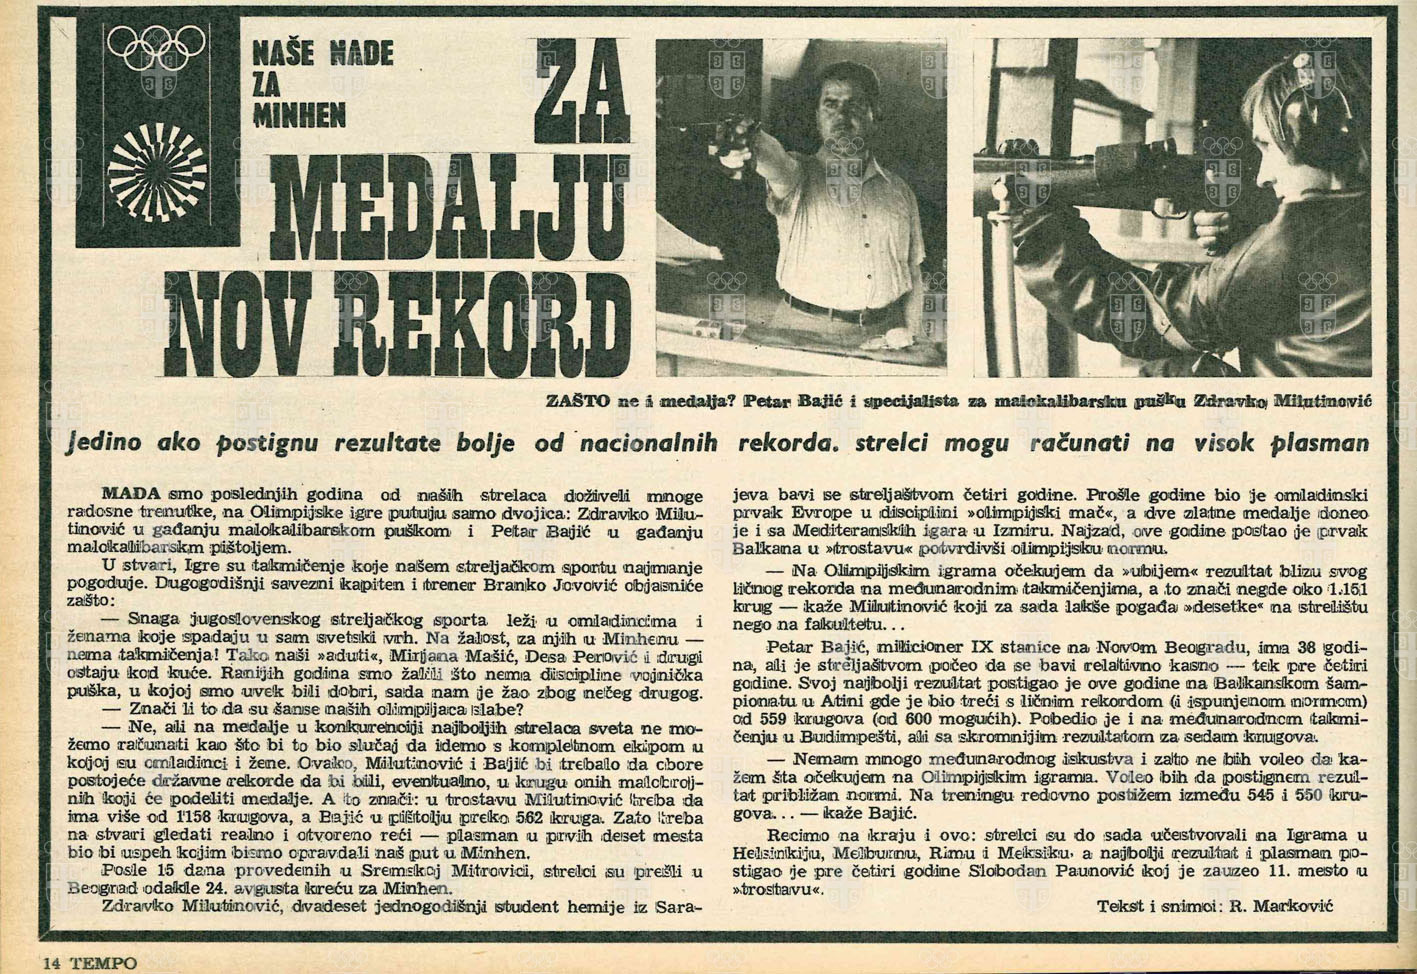 NAŠE NADE
ZA
MINHEN
ZA
MEDALJU
NOV REKORD
ZAŠTO ne i medalja? Petar Bajić i specijalista za malokalibarsku pušku Zdravko Milutinović
Jedino ako postignu rezultate bolje od nacionalnih rekorda. strelci mogu računati na visok plasman
MADA smo poslednjih godina od naših strelaca doživeli mnoge
radosne trenutke, na Olimpijske igre putuju samo dvojica: Zdravko Milu-
tinović u gađanju malokalibarskom puškom i Petar Bajić u gađanju
malokalibarskm pištoljem.
U stvari, Igre su takmičenje koje našem streljačkom sportu najmanje
pogoduje. Dugogodišnji savezni kapiten i trener Branko Jovović objasniće
zašto:
— Snaga jugoslovenskog streljačkog sporta leži u omladincima i
ženama koje spadaju u sam svetski vrh. Na žalost, za njih u Minhenu —
nema takmičenja! Tako naši »aduti«, Mirjana Mašić, Desa Perović i drugi
ostaju kod kuće. Ranijih godina smo žalili što nema discipline vojnička
puška, u kojoj smo uvek bili dobri, sada nam je žao zbog nečeg drugog.
— Znači li to da su šanse naših olimpijaca slabe?
— Ne, ali na medalje u konkurenciji najboljih strelaca sveta ne mo-
žemo računati kao što bi to bio slučaj da idemo s kompletnom ekipom u
kojoj su omladinci i žene. Ovako, Milutinović i Bajić bi trebalo da obore
postojeće državne rekorde da bi bili, eventualno, u krugu onih malobroj-
nih koji će podeliti medalje. A to znači: u trostavu Milutinović treba da
ima više od 1158 krugova, a Bajić u pištolju preko 562 kruga. Zato treba
na stvari gledati realno i otvoreno reći — plasman u prvih deset mesta
bio bi uspeh kojim bismo opravdali naš put u Minhen.
Posle 15 dana provedenih u Sremskoj Mitrovici, strelci su prešli u
Beograd odakle 24. avgusta kreću za Minhen.
Zdravko Milutinović, dvadeset jednogodišnji student hemije iz Sara-
jeva bavi se streljaštvom četiri godine. Prošle godine bio je omladinski
prvak Evrope u disciplini »olimpijski mač«, a dve zlatne medalje doneo
je i sa Mediteranskih igara u Izmiru. Najzad, ove godine postao je prvak
Balkana u »trostavu« potvrdivši olimpijsku normu.
— Na Olimpijskim igrama očekujem da »ubijem« rezultat blizu svog
ličnog rekorda na međunarodnim takmičenjima, a to znači negde oko 1.151
krug — kaže Milutinović koji za sada lakše pogađa »desetke« na strelištu
nego na fakultetu...
Petar Bajić, milicioner IX stanice na Novom Beogradu, ima 38 godi-
na, ali je streljaštvom počeo da se bavi relativno kasno — tek pre četiri
godine. Svoj najbolji rezultat postigao je ove godine na Balkanskom šam-
pionatu u Atini gde je bio treći s ličnim rekordom (i ispunjenom normom)
od 559 krugova (od 600 mogućih). Pobedio je i na međunarodnom takmi-
čenju u Budimpešti, ali sa skromnijim rezultatom za sedam krugova.
— Nemam mnogo međunarodnog iskustva i zato ne bih voleo da ka-
žem šta očekujem na Olimpijskim igrama. Voleo bih da postignem rezul-
tat približan normi. Na treningu redovno postižem između 545 i 550 kru-
gova... — kaže Bajić.
Recimo na kraju i ovo: strelci su do sada učestvovali na Igrama u
Helsinkiju, Melburnu, Rimu i Meksiku, a najbolji rezultat i plasman po-
stigao je pre četiri godine Slobodan Paunović koj je zauzeo 11. mesto u
»trostavu«.
Tekst i snimci: R. Marković
14 TEMPO